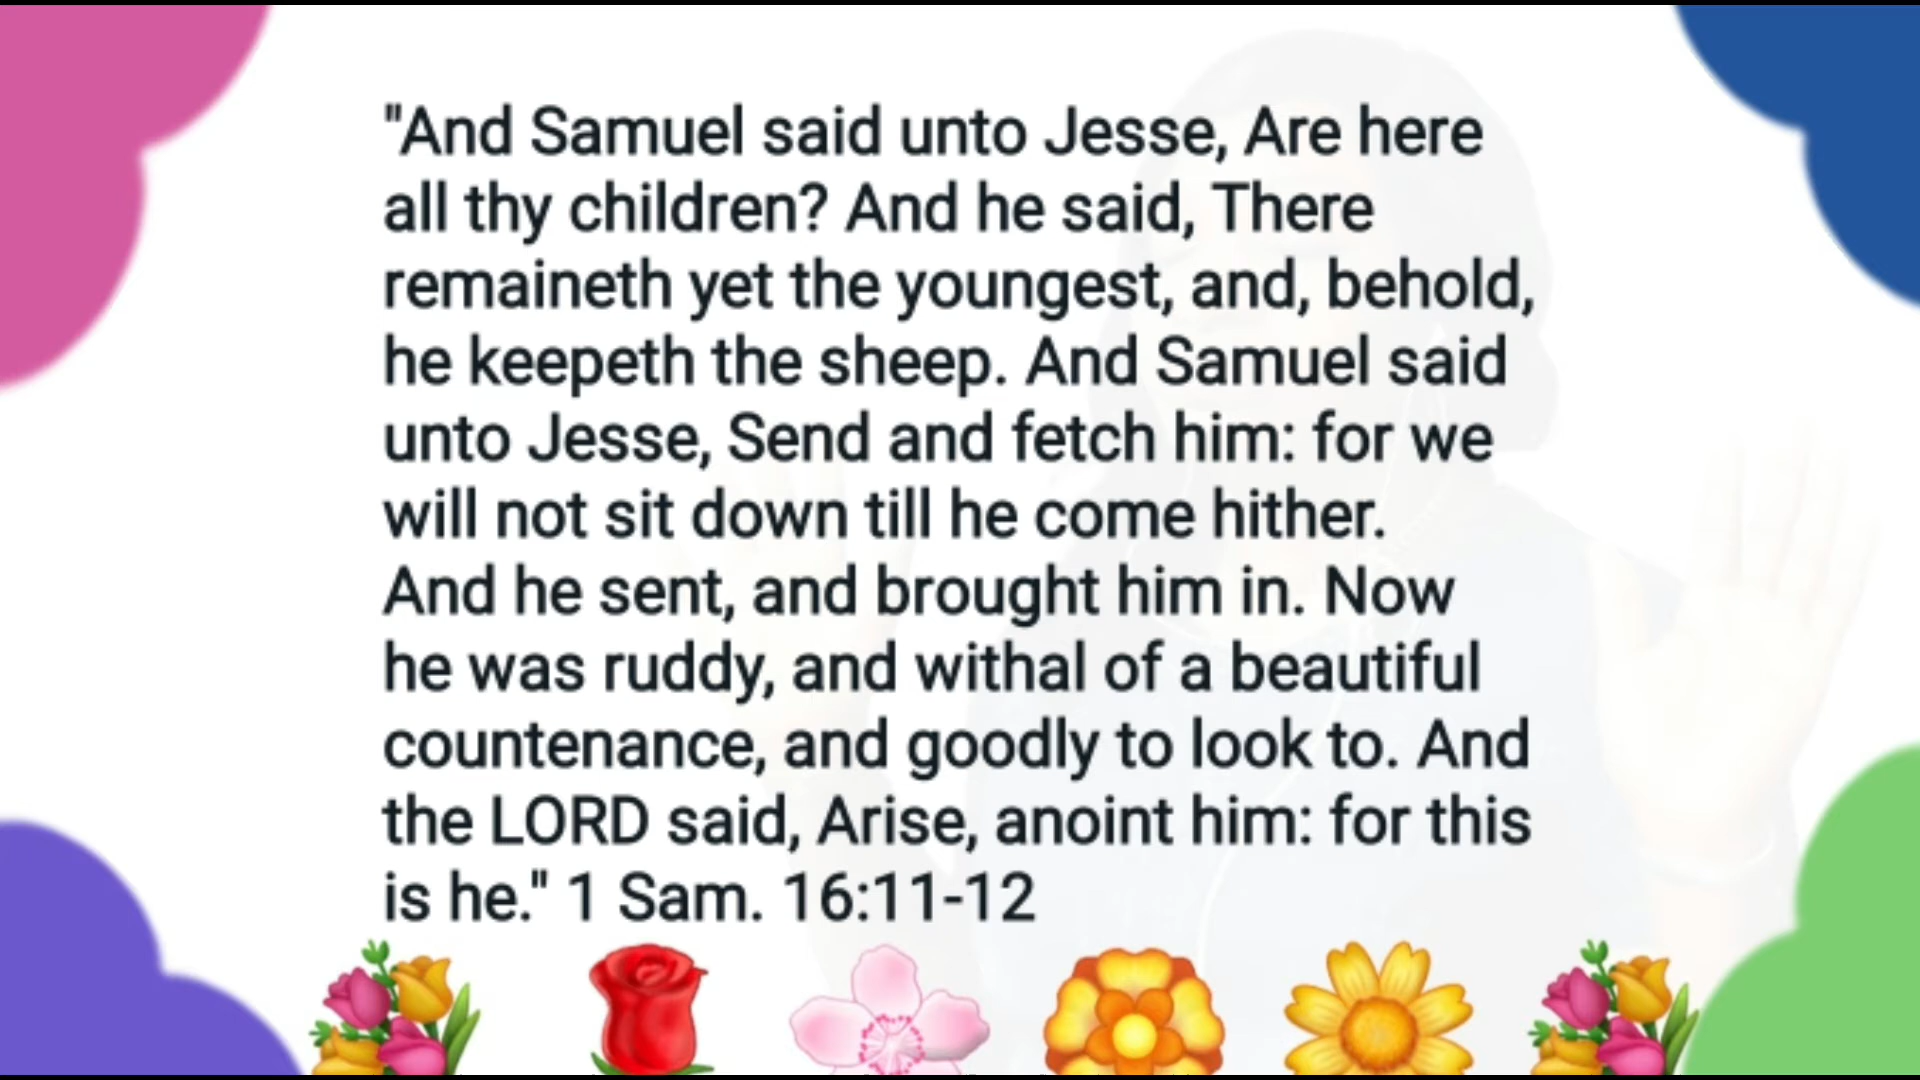 "And Samuel said unto Jesse, Are here
all thy children? And he said, There
remaineth yet the youngest, and, behold,
he keepeth the sheep. And Samuel said
unto Jesse, Send and fetch him: for we
will not sit down till he come hither.
And he sent, and brought him in. Now
he was ruddy, and withal of a beautiful
countenance, and goodly to look to. And
the LORD said, Arise, anoint him: for this
is he." 1 Sam. 16:11-12